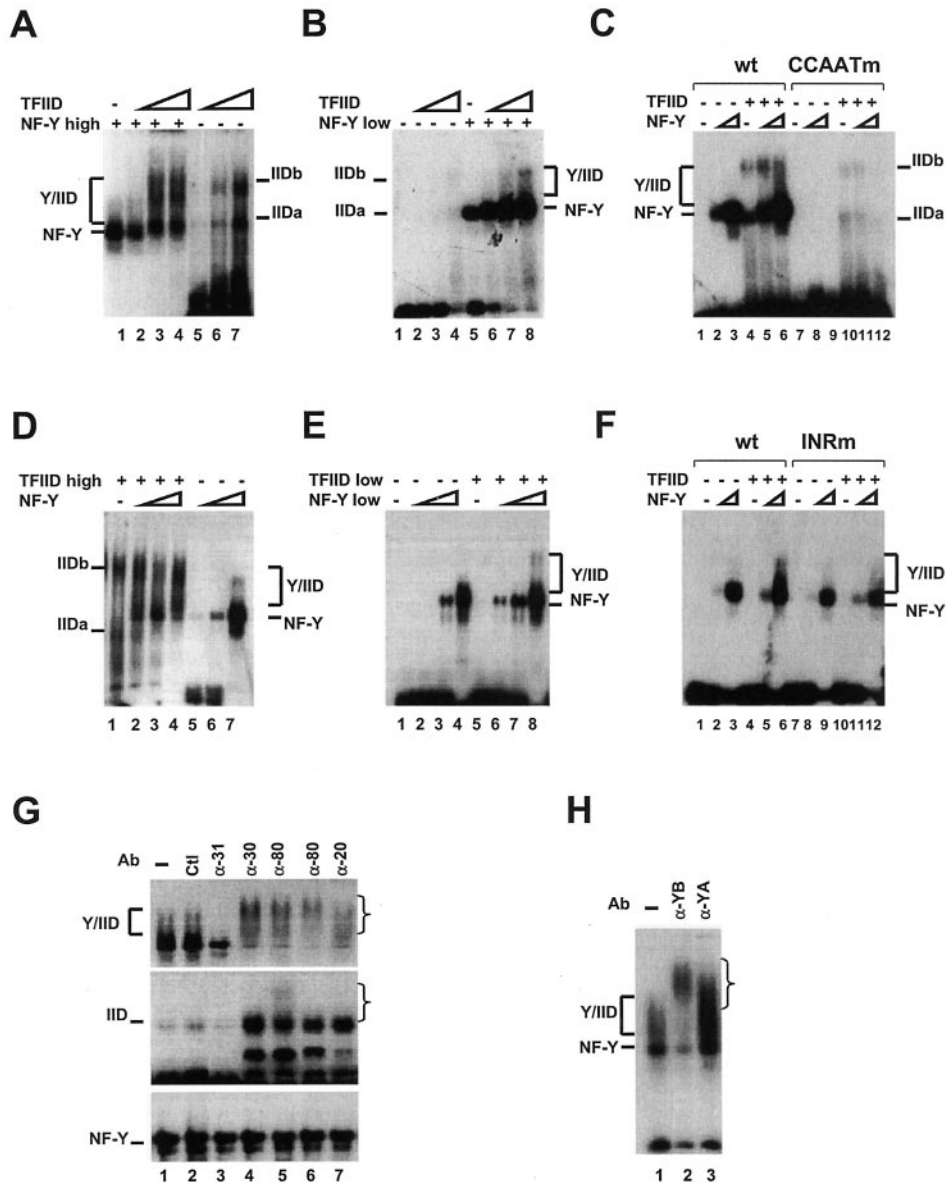 A
TFIID -
NF-Y high + + + + - - -
Y/IID
NF-Y
IIDb
IIDa
1 2 3 4 5 6 7
B
TFIID - -
NF-Y low - - - - + + + +
IIDb
IIDa
Y/IID
NF-Y
1 2 3 4 5 6 7 8
C
wt CCAATm
TFIID - - - + + + - - - + + +
NF-Y - - - -
Y/IID
NF-Y
IIDb
IIDa
1 2 3 4 5 6 7 8 9 10 11 12
D
TFIID high + + + + - - -
NF-Y - -
IIDb
IIDa
Y/IID
NF-Y
1 2 3 4 5 6 7
E
TFIID low - - - - + + + +
NF-Y low - -
Y/IID
NF-Y
1 2 3 4 5 6 7 8
F
wt INRm
TFIID - - - + + + - - - + + +
NF-Y - - - -
Y/IID
NF-Y
1 2 3 4 5 6 7 8 9 10 11 12
G
Ab – Ctl α-31 α-30 α-80 α-80 α-20
Y/IID
IID
NF-Y
1 2 3 4 5 6 7
H
Ab – α-YB α-YA
Y/IID
NF-Y
1 2 3